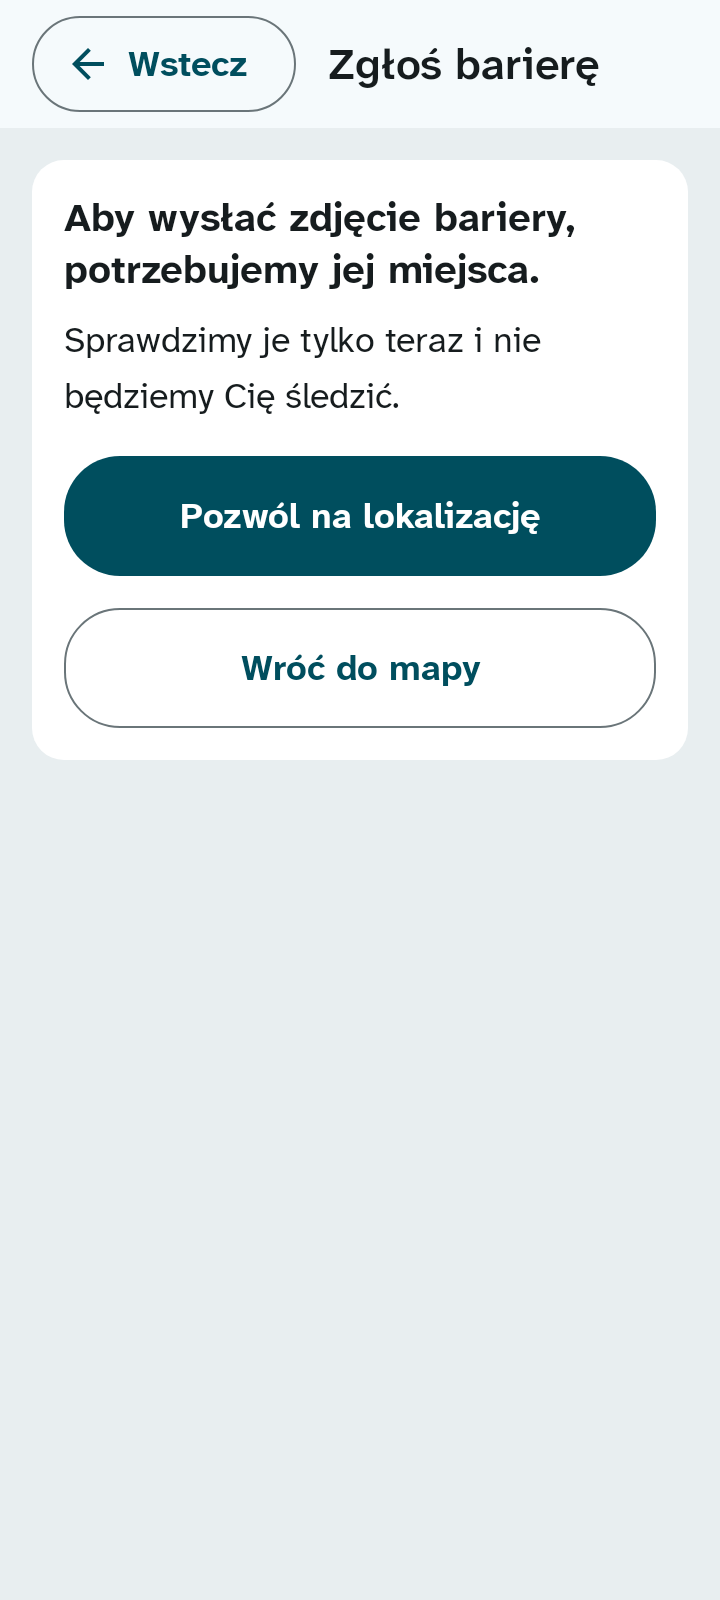 Wstecz
Zgłoś barierę
Aby wysłać zdjęcie bariery,
potrzebujemy jej miejsca.
Sprawdzimy je tylko teraz i nie
będziemy Cię śledzić.
Pozwól na lokalizację
Wróć do mapy